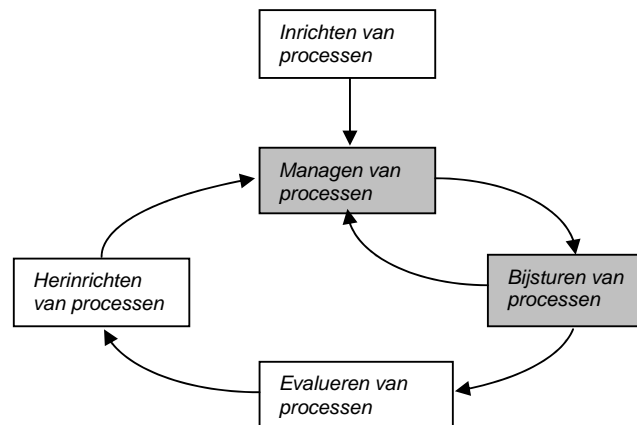 Inrichten van
processen
Managen van
processen
Herinrichten
van processen
Bijsturen van
processen
Evalueren van
processen